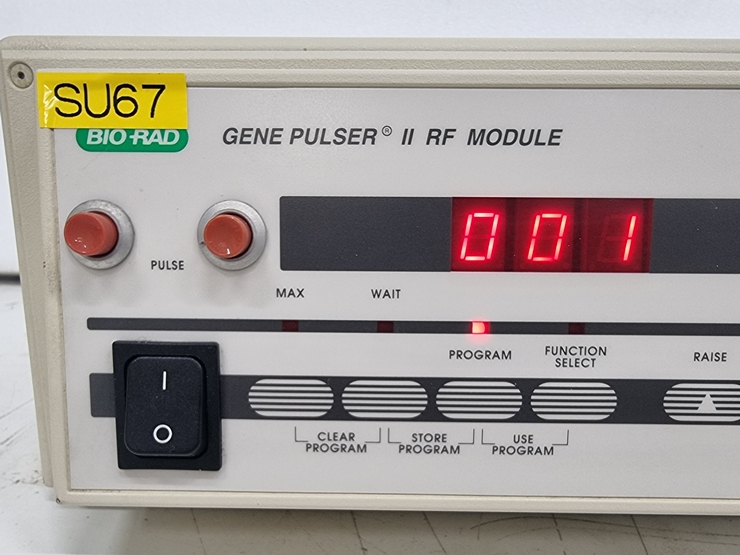 SU67
BIO-RAD
GENE PULSER® II RF MODULE
001
PULSE
MAX WAIT
PROGRAM FUNCTION SELECT RAISE
I
O
CLEAR PROGRAM STORE PROGRAM USE PROGRAM